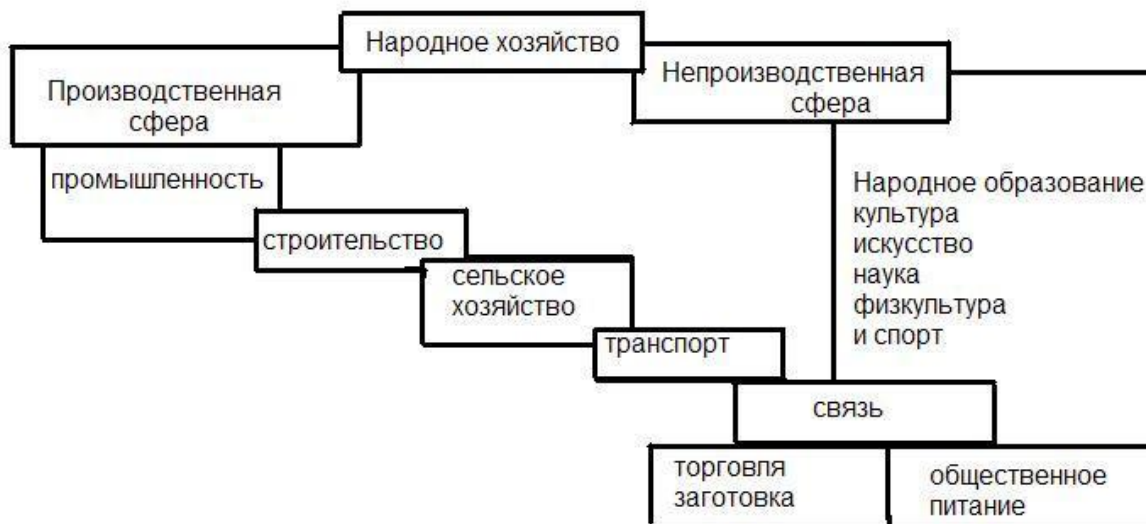 Народное хозяйство
Производственная
сфера
Непроизводственная
сфера
промышленность
строительство
сельское
хозяйство
транспорт
Народное образование
культура
искусство
наука
физкультура
и спорт
связь
торговля
заготовка
общественное
питание